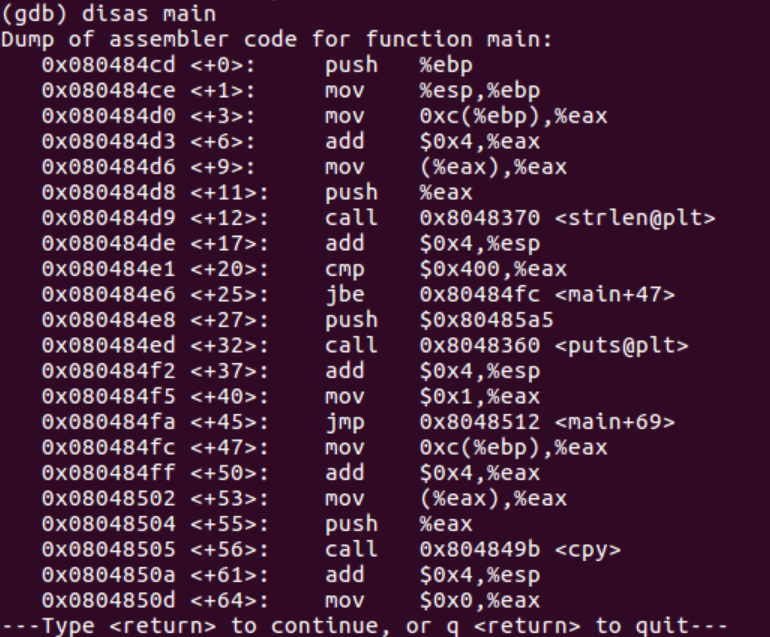 (gdb) disas main
Dump of assembler code for function main:
   0x080484cd <+0>:     push   %ebp
   0x080484ce <+1>:     mov    %esp,%ebp
   0x080484d0 <+3>:     mov    0xc(%ebp),%eax
   0x080484d3 <+6>:     add    $0x4,%eax
   0x080484d6 <+9>:     mov    (%eax),%eax
   0x080484d8 <+11>:    push   %eax
   0x080484d9 <+12>:    call   0x8048370 <strlen@plt>
   0x080484de <+17>:    add    $0x4,%esp
   0x080484e1 <+20>:    cmp    $0x400,%eax
   0x080484e6 <+25>:    jbe    0x80484fc <main+47>
   0x080484e8 <+27>:    push   $0x80485a5
   0x080484ed <+32>:    call   0x8048360 <puts@plt>
   0x080484f2 <+37>:    add    $0x4,%esp
   0x080484f5 <+40>:    mov    $0x1,%eax
   0x080484fa <+45>:    jmp    0x8048512 <main+69>
   0x080484fc <+47>:    mov    0xc(%ebp),%eax
   0x080484ff <+50>:    add    $0x4,%eax
   0x08048502 <+53>:    mov    (%eax),%eax
   0x08048504 <+55>:    push   %eax
   0x08048505 <+56>:    call   0x804849b <cpy>
   0x0804850a <+61>:    add    $0x4,%esp
   0x0804850d <+64>:    mov    $0x0,%eax
---Type <return> to continue, or q <return> to quit---